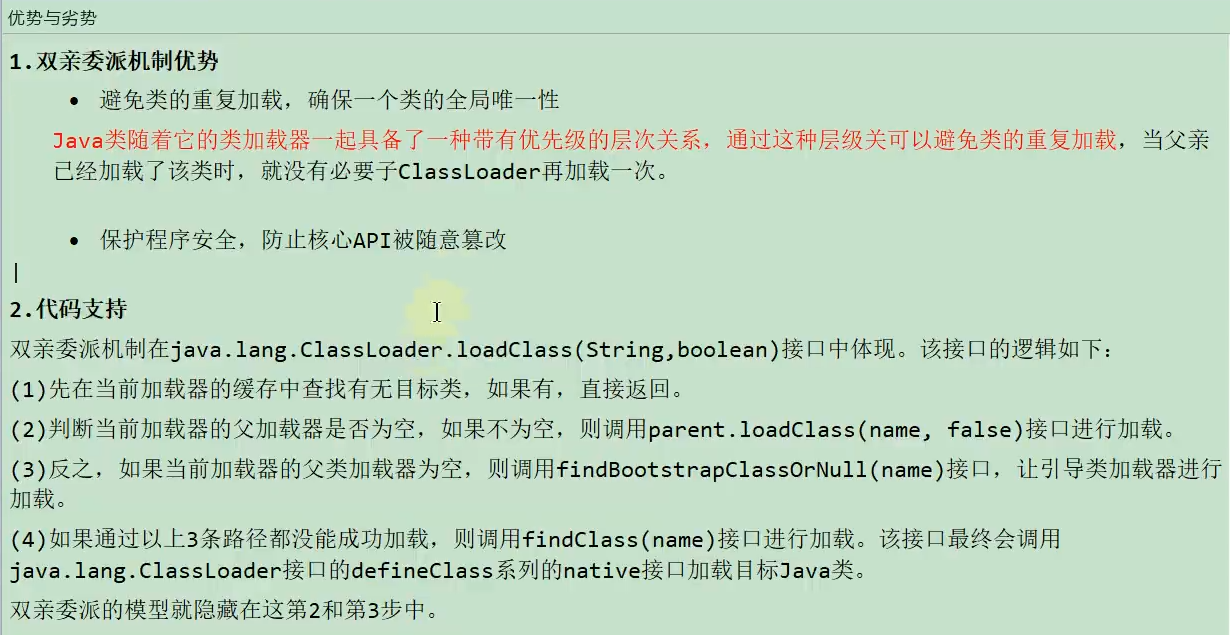 优势与劣势
1.双亲委派机制优势
• 避免类的重复加载，确保一个类的全局唯一性
Java类随着它的类加载器一起具备了一种带有优先级的层次关系，通过这种层级关可以避免类的重复加载，当父亲
已经加载了该类时，就没有必要子ClassLoader再加载一次。
• 保护程序安全，防止核心API被随意篡改
2.代码支持
双亲委派机制在java.lang.ClassLoader.loadClass(String,boolean)接口中体现。该接口的逻辑如下：
(1)先在当前加载器的缓存中查找有无目标类，如果有，直接返回。
(2)判断当前加载器的父加载器是否为空，如果不为空，则调用parent.loadClass(name, false)接口进行加载。
(3)反之，如果当前加载器的父类加载器为空，则调用findBootstrapClassOrNull(name)接口，让引导类加载器进行
加载。
(4)如果通过以上3条路径都没能成功加载，则调用findClass(name)接口进行加载。该接口最终会调用
java.lang.ClassLoader接口的defineClass系列的native接口加载目标Java类。
双亲委派的模型就隐藏在这第2和第3步中。